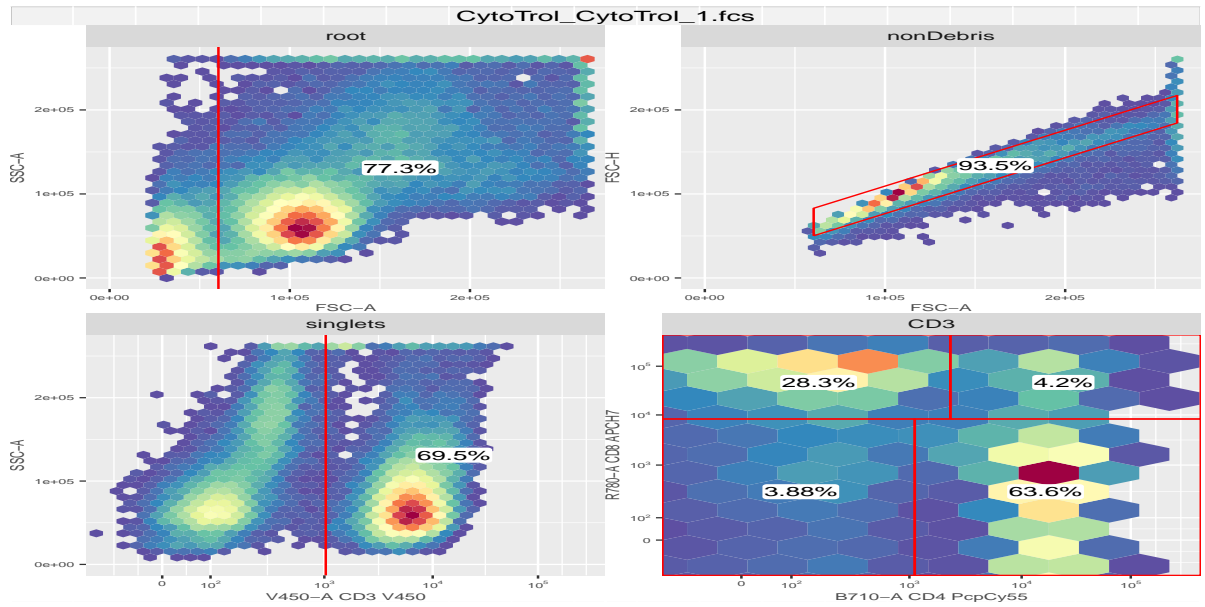 CytoTrol_CytoTrol_1.fcs
root
nonDebris
SSC-A
2e+05
1e+05
0e+00
77.3%
0e+00 1e+05 2e+05
FSC-A
FSC-H
2e+05
1e+05
0e+00
93.5%
0e+00 1e+05 2e+05
FSC-A
singlets
CD3
SSC-A
2e+05
1e+05
0e+00
69.5%
0 10² 10³ 10⁴ 10⁵
V450-A CD3 V450
R780-A CD8 APCH7
10⁵
10⁴
10³
10²
0
28.3% 4.2%
3.88% 63.6%
0 10² 10³ 10⁴ 10⁵
B710-A CD4 PcpCy55